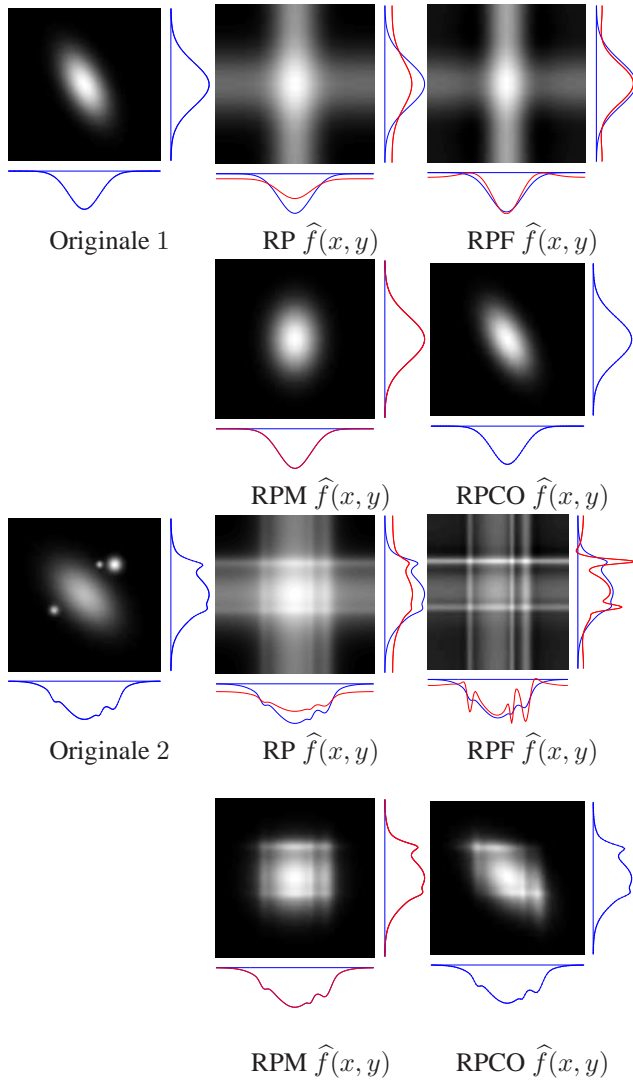 Originale 1 RP f̂(x, y) RPF f̂(x, y)
RPM f̂(x, y) RPCO f̂(x, y)
Originale 2 RP f̂(x, y) RPF f̂(x, y)
RPM f̂(x, y) RPCO f̂(x, y)